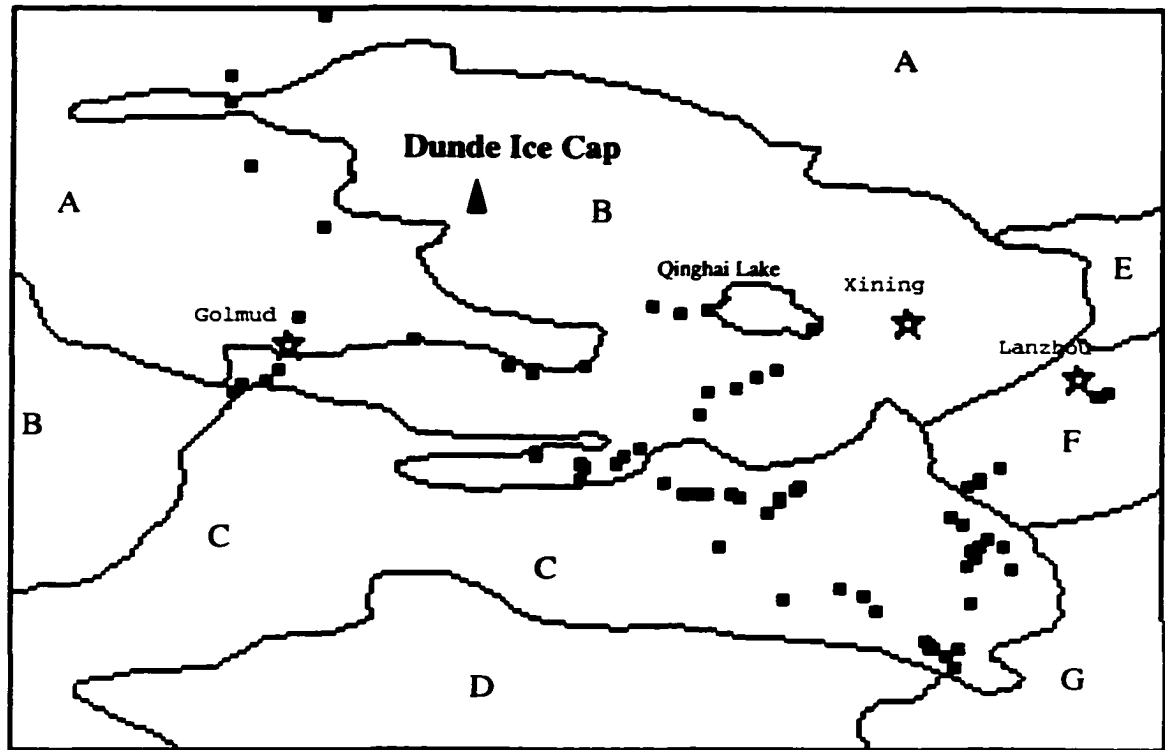 A
Dunde Ice Cap
A
B
Qinghai Lake
E
Xining
Golmud
Lanzhou
B
F
C
C
D
G